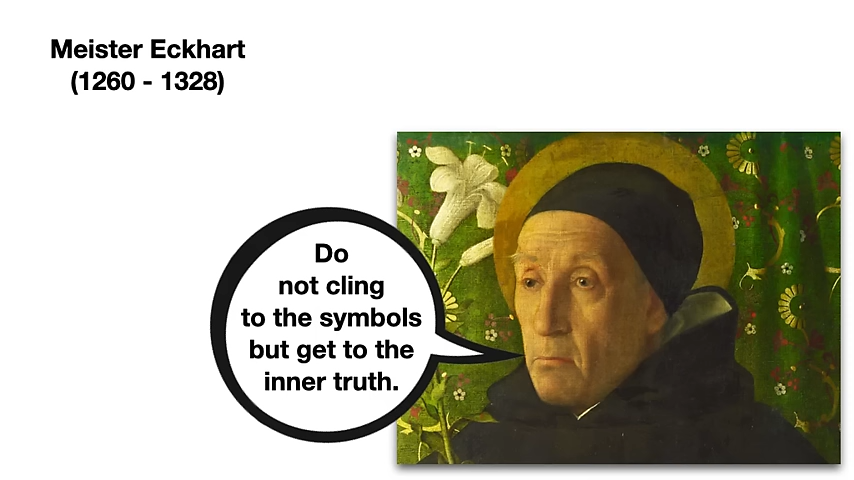 Meister Eckhart
(1260 - 1328)
Do
not cling
to the symbols
but get to the
inner truth.